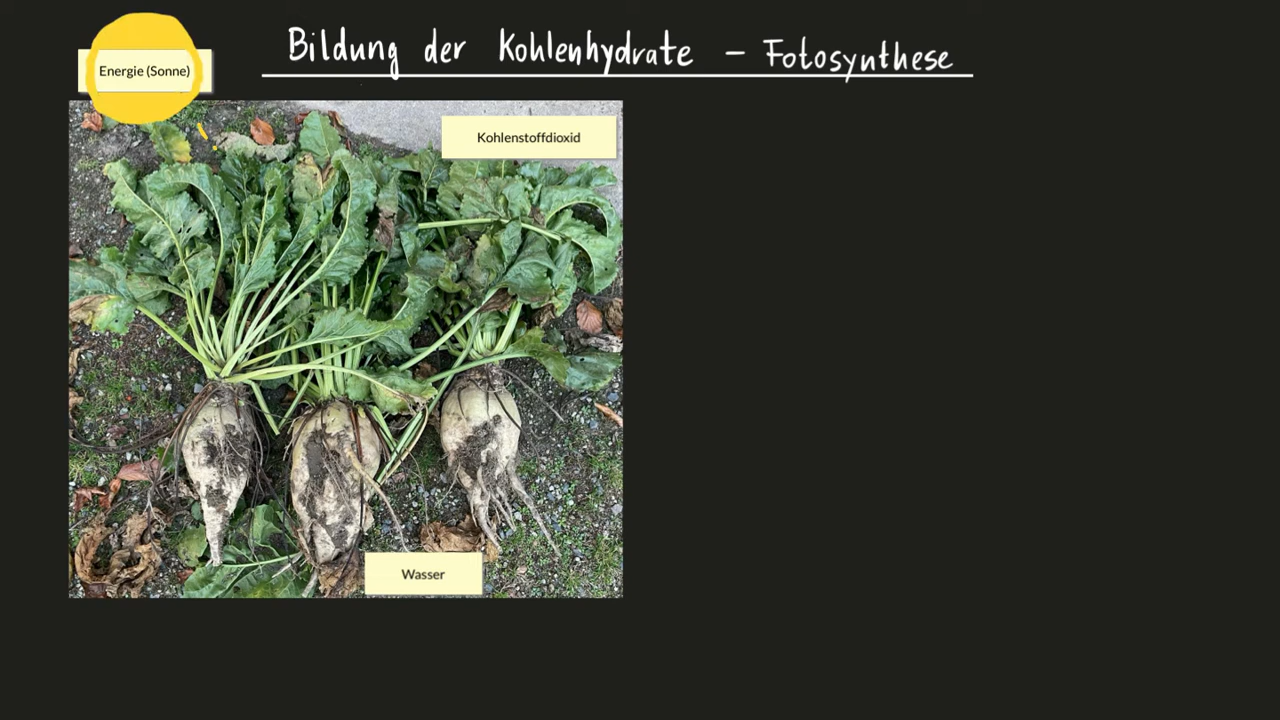 Bildung der Kohlenhydrate – Fotosynthese
Energie (Sonne)
Kohlenstoffdioxid
Wasser